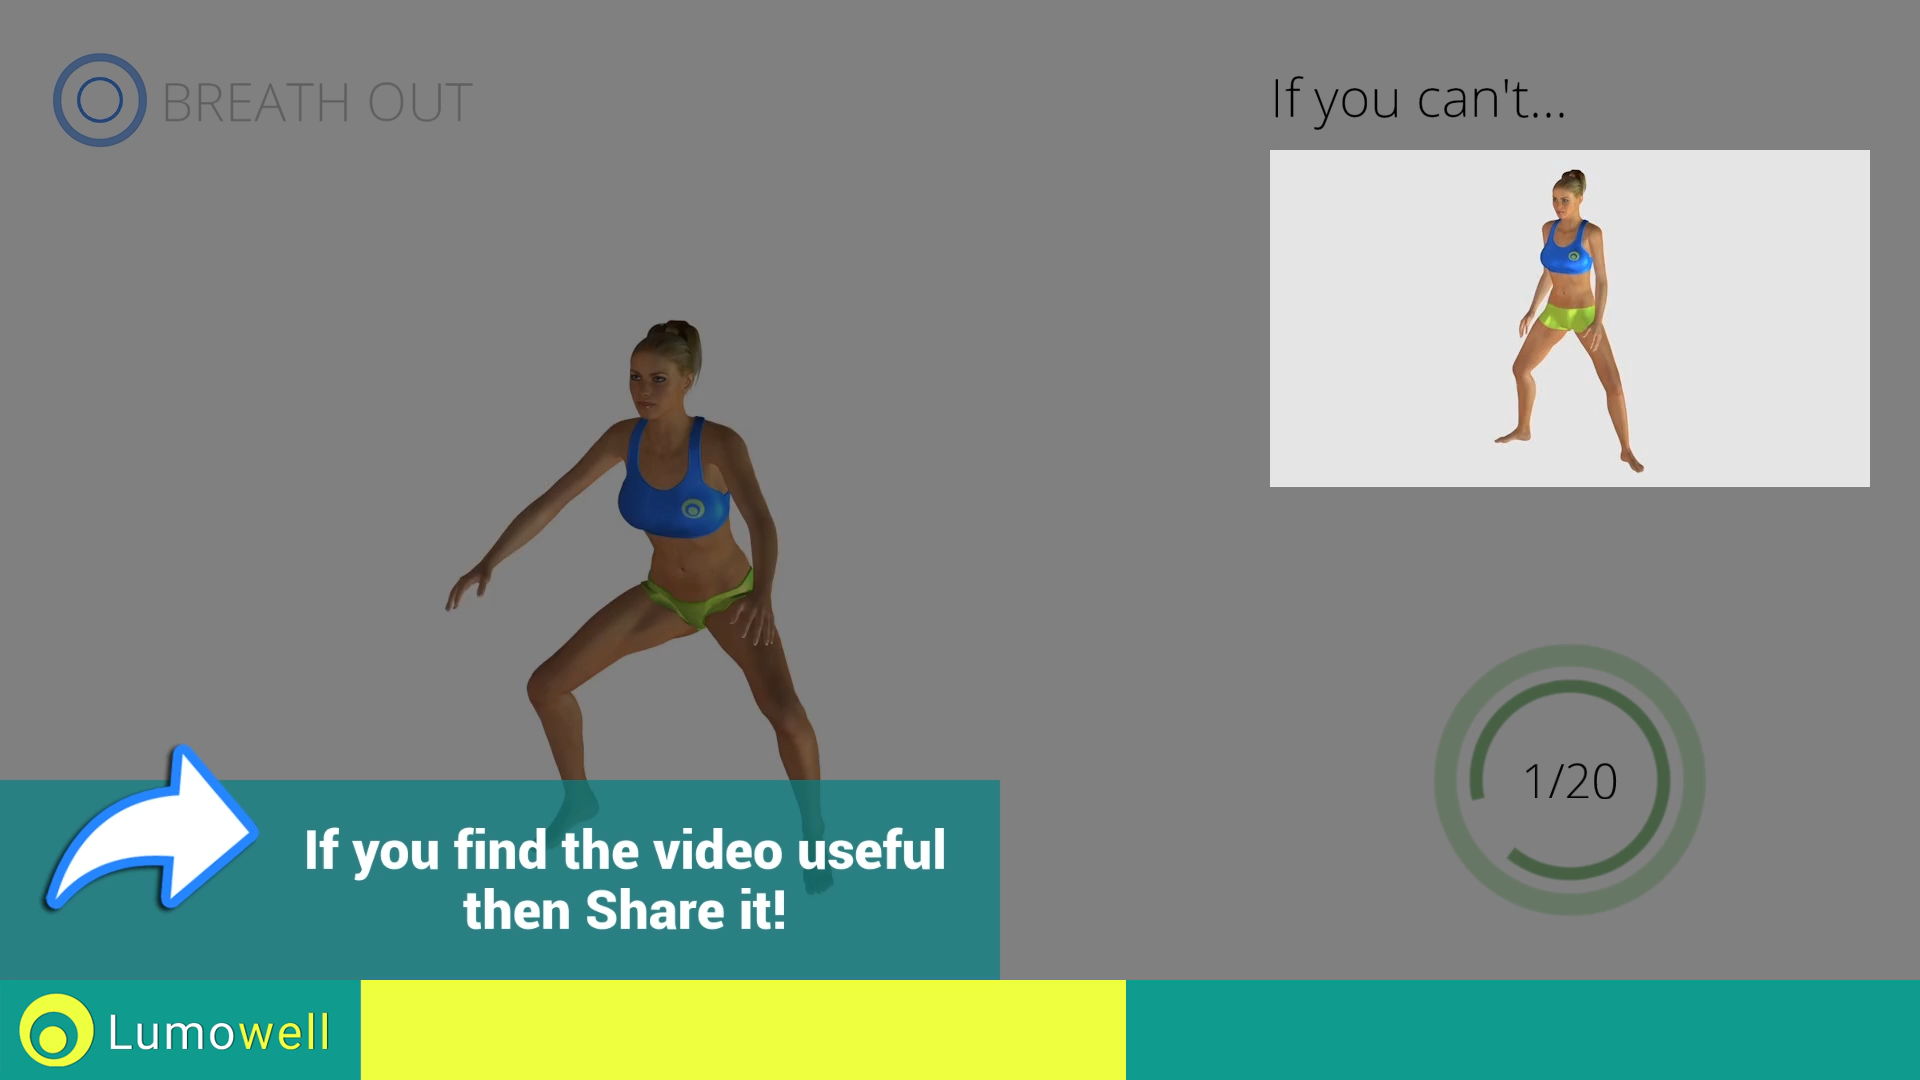 BREATH OUT
If you can't...
1/20
If you find the video useful
then Share it!
Lumowell